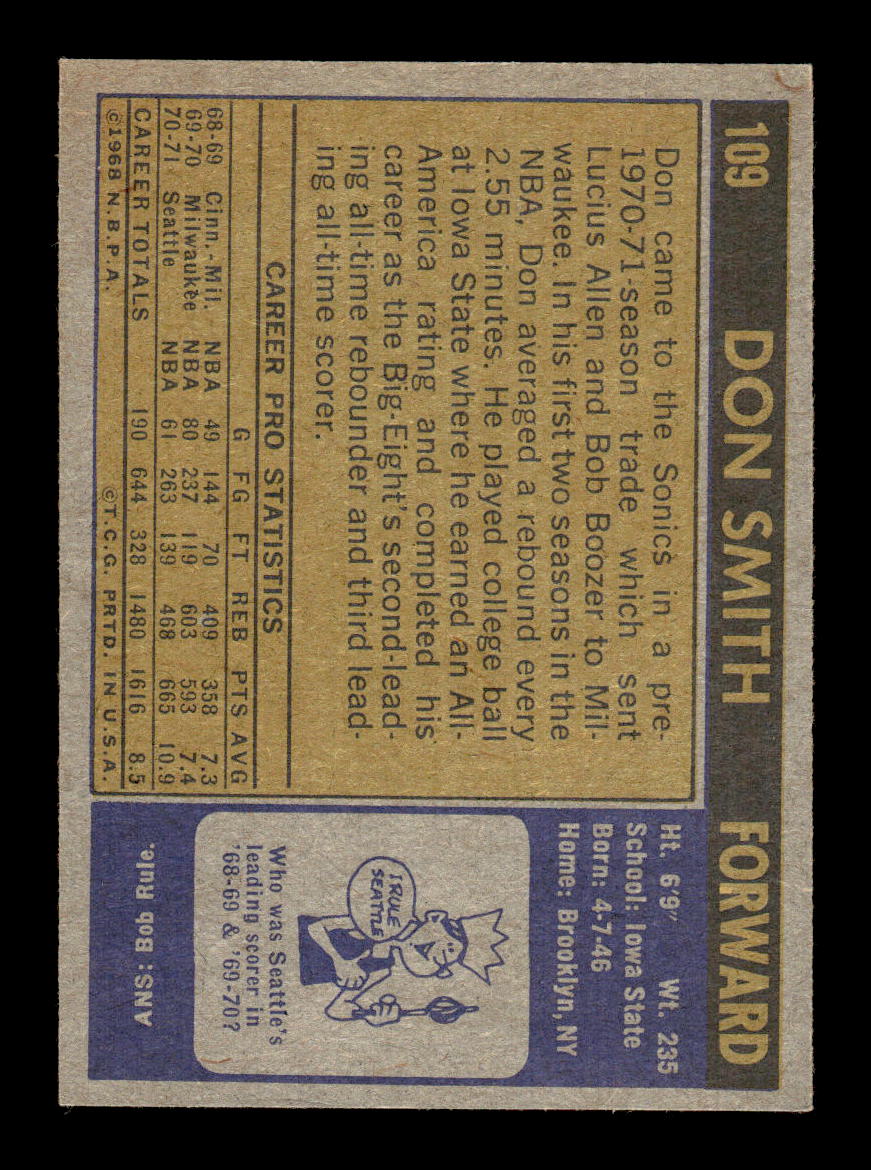 109 DON SMITH FORWARD
Don came to the Sonics in a pre-
1970-71-season trade which sent
Lucius Allen and Bob Boozer to Mil-
waukee. In his first two seasons in the
NBA, Don averaged a rebound every
2.55 minutes. He played college ball
at Iowa State where he earned an All-
America rating and completed his
career as the Big-Eight's second-lead-
ing all-time rebounder and third lead-
ing all-time scorer.
CAREER PRO STATISTICS
G FG FT REB PTS AVG
68-69 Cinn.-Mil. NBA 49 144 70 409 358 7.3
69-70 Milwaukee NBA 80 237 119 603 593 7.4
70-71 Seattle NBA 61 263 139 468 665 10.9
CAREER TOTALS 190 644 328 1480 1616 8.5
©1968 N.B.P.A. ©T.C.G. PRTD. IN U.S.A.
Ht. 6'9" Wt. 235
School: Iowa State
Born: 4-7-46
Home: Brooklyn, NY
I RULE
SEATTLE
Who was Seattle's
leading scorer in
'68-69 & '69-70?
ANS: Bob Rule.